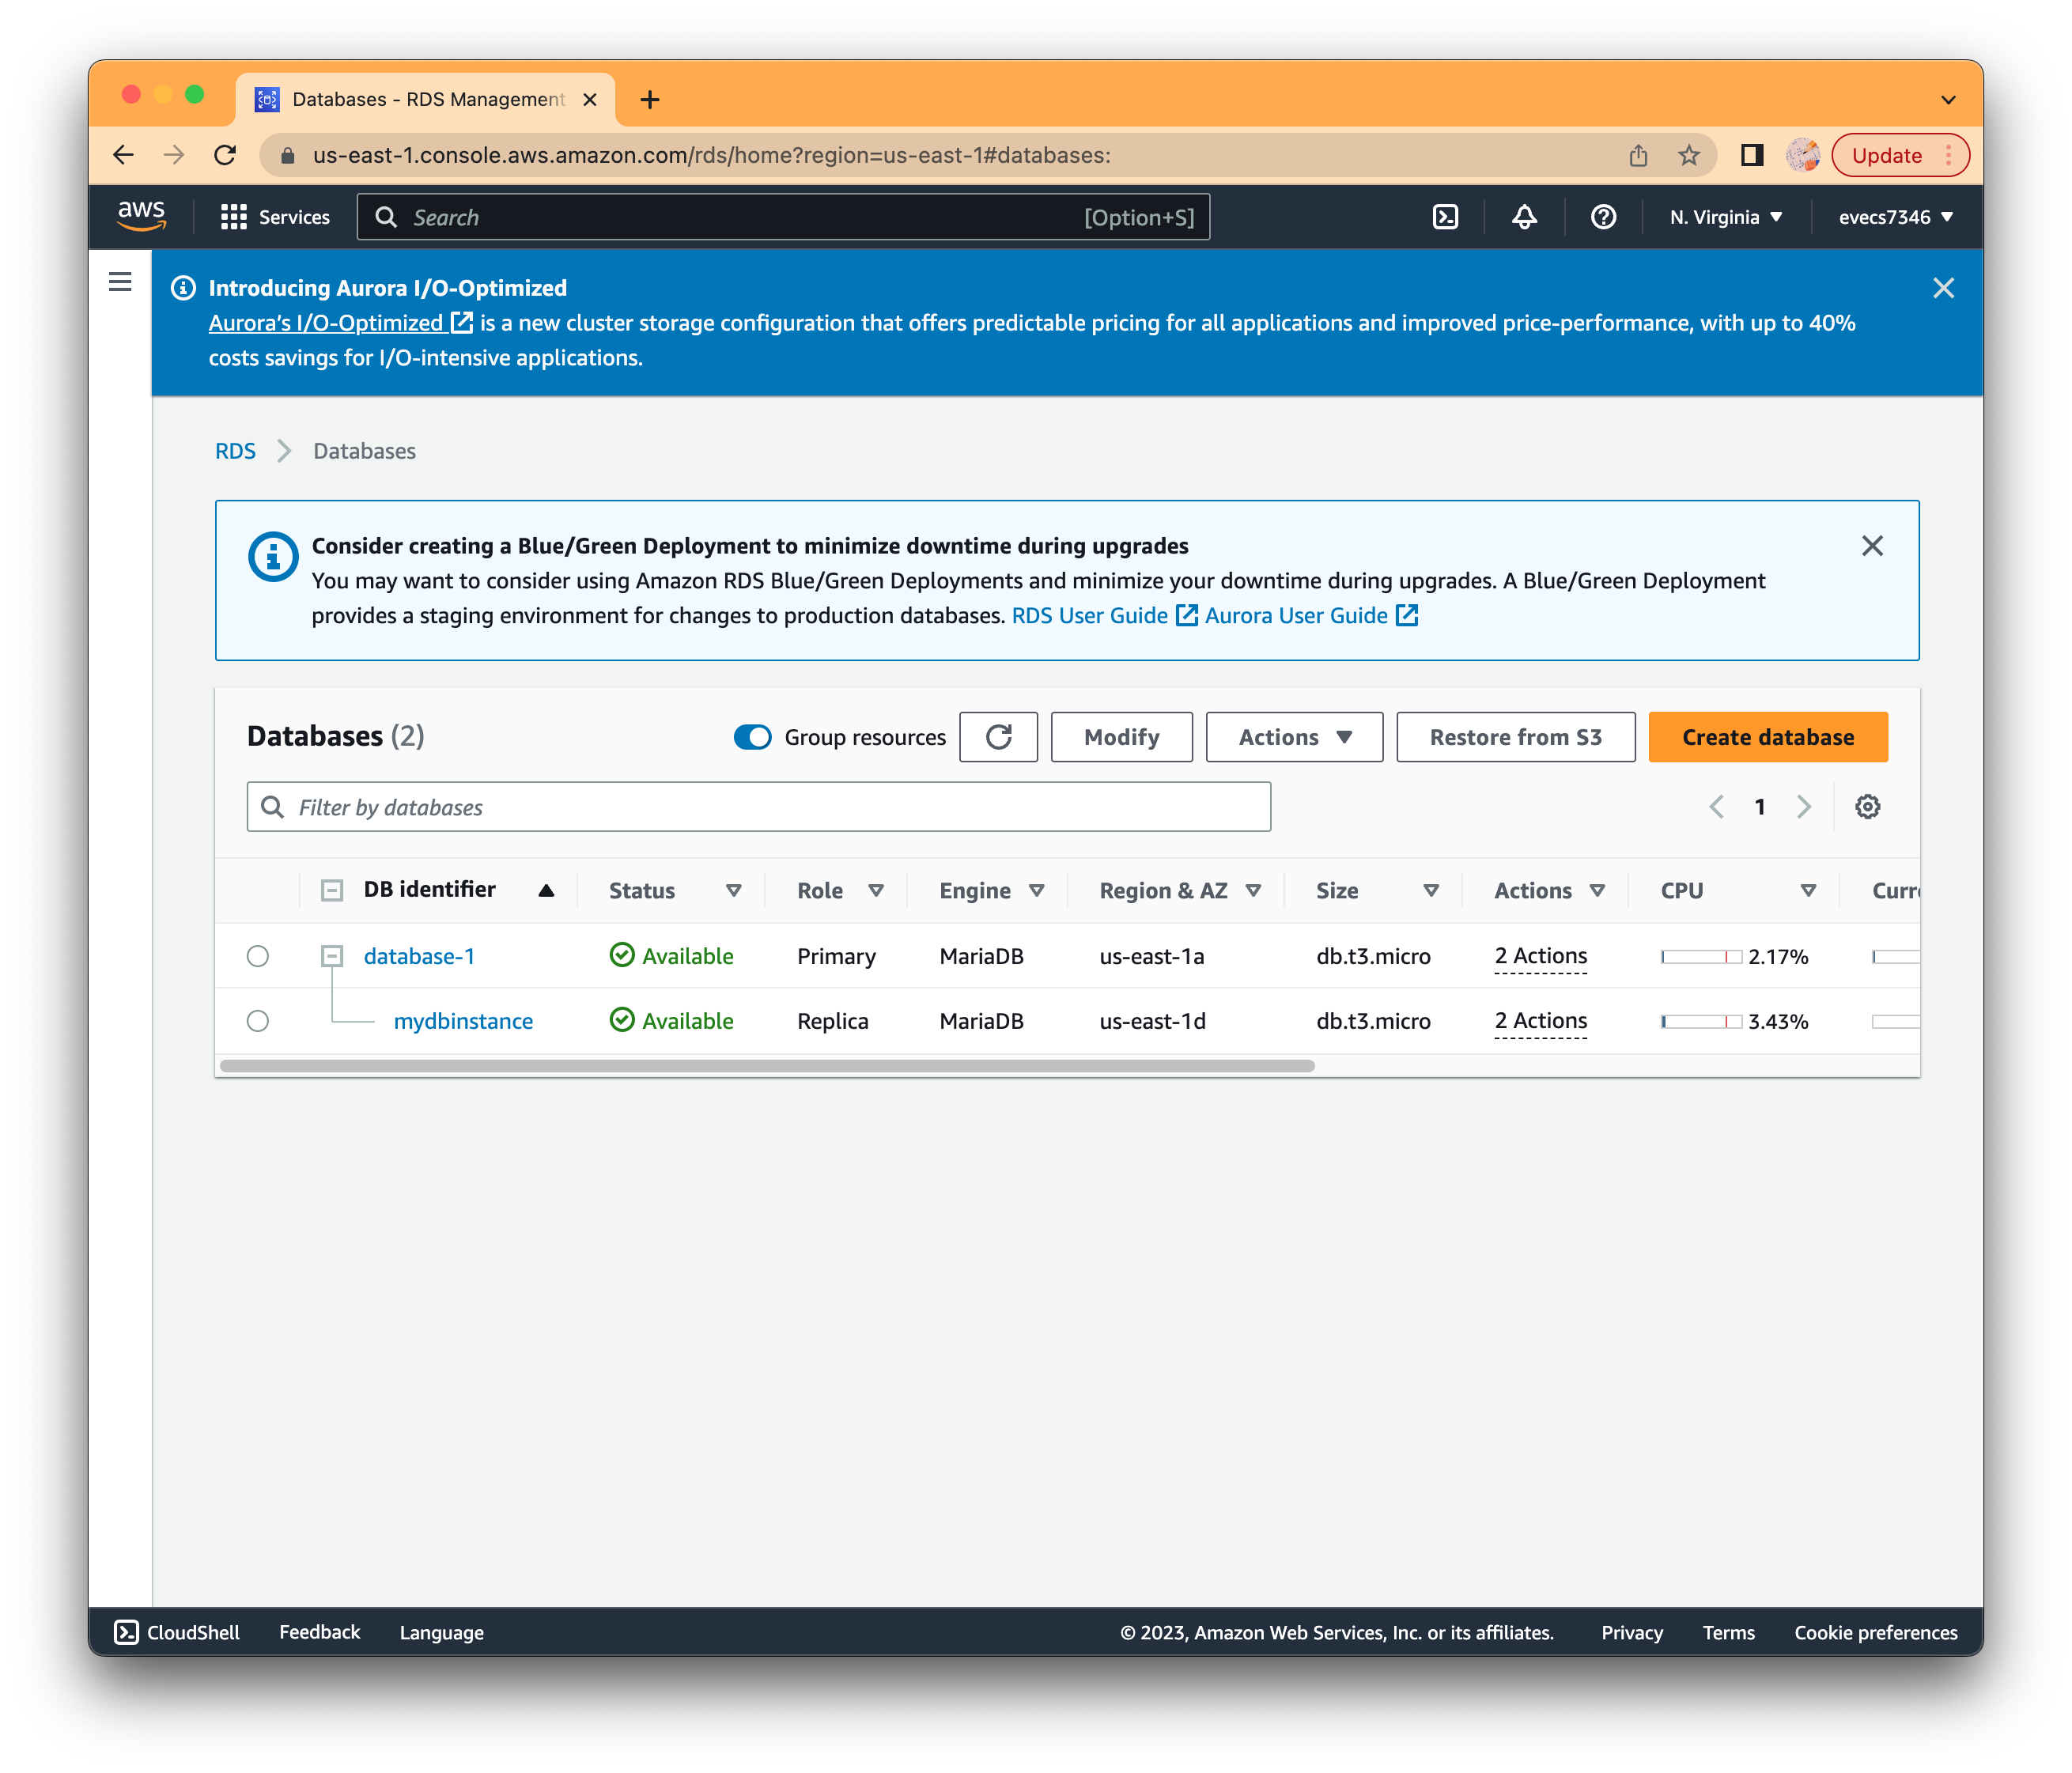 Databases - RDS Management
us-east-1.console.aws.amazon.com/rds/home?region=us-east-1#databases:
Update
aws
Services
Search
[Option+S]
N. Virginia
evecs7346
Introducing Aurora I/O-Optimized
Aurora's I/O-Optimized is a new cluster storage configuration that offers predictable pricing for all applications and improved price-performance, with up to 40%
costs savings for I/O-intensive applications.
RDS > Databases
Consider creating a Blue/Green Deployment to minimize downtime during upgrades
You may want to consider using Amazon RDS Blue/Green Deployments and minimize your downtime during upgrades. A Blue/Green Deployment
provides a staging environment for changes to production databases. RDS User Guide Aurora User Guide
Databases (2)
Group resources
Modify
Actions
Restore from S3
Create database
Filter by databases
1
DB identifier Status Role Engine Region & AZ Size Actions CPU Curre
database-1 Available Primary MariaDB us-east-1a db.t3.micro 2 Actions 2.17%
mydbinstance Available Replica MariaDB us-east-1d db.t3.micro 2 Actions 3.43%
CloudShell Feedback Language © 2023, Amazon Web Services, Inc. or its affiliates. Privacy Terms Cookie preferences